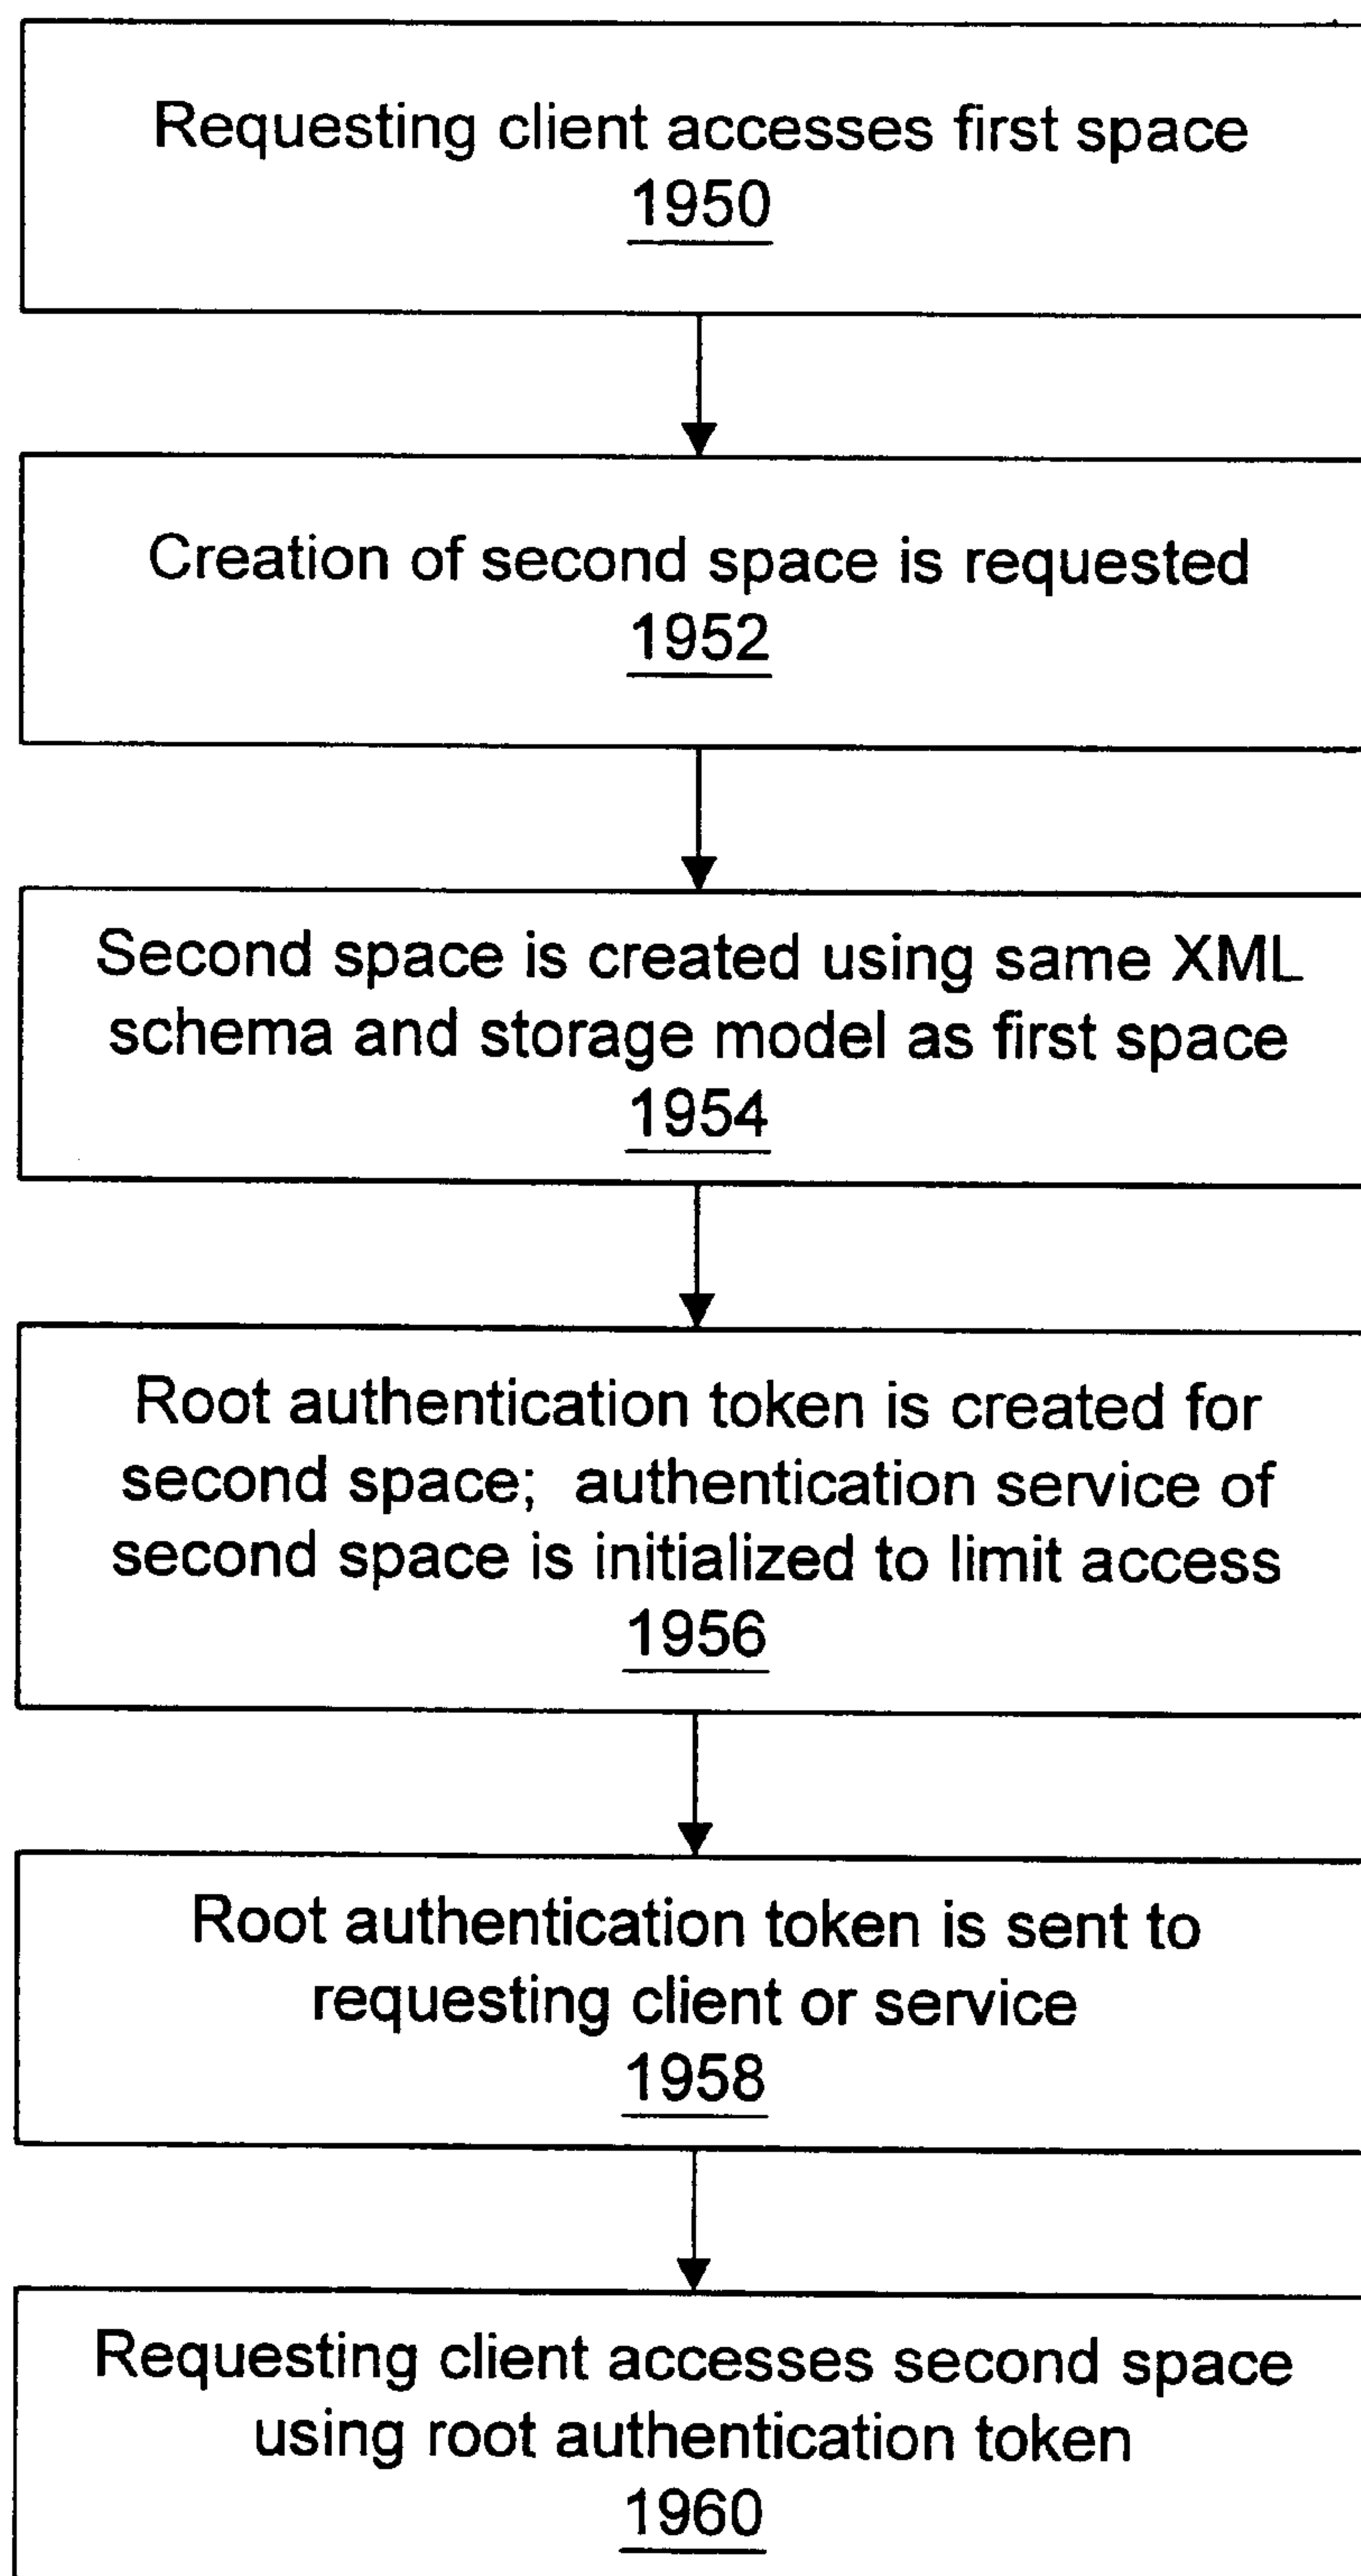 Requesting client accesses first space
1950
Creation of second space is requested
1952
Second space is created using same XML
schema and storage model as first space
1954
Root authentication token is created for
second space; authentication service of
second space is initialized to limit access
1956
Root authentication token is sent to
requesting client or service
1958
Requesting client accesses second space
using root authentication token
1960